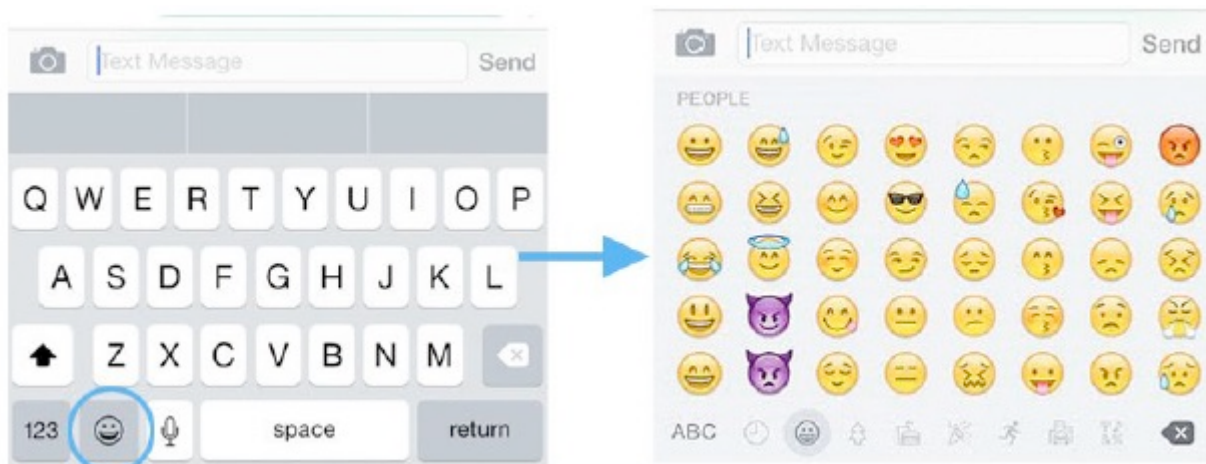 Text Message Send
Q W E R T Y U I O P
A S D F G H J K L
Z X C V B N M
123 space return
Text Message Send
PEOPLE
ABC